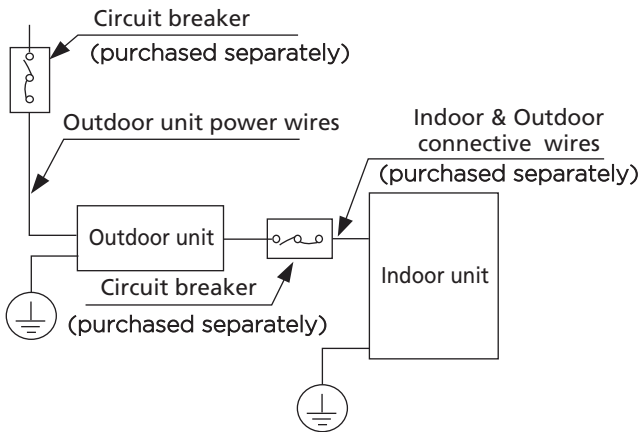 Circuit breaker
(purchased separately)
Outdoor unit power wires
Indoor & Outdoor
connective wires
(purchased separately)
Outdoor unit
Circuit breaker
(purchased separately)
Indoor unit